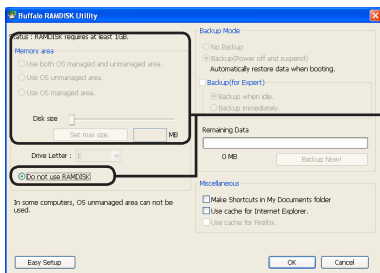 Buffalo RAMDISK Utility
Status : RAMDISK requires at least 1GB.
Memory area
Use both OS managed and unmanaged area.
Use OS unmanaged area.
Use OS managed area.
Disk size
Set max size.
MB
Drive Letter : E
Do not use RAMDISK
In some computers, OS unmanaged area can not be
used.
Easy Setup
Backup Mode
No Backup
Backup(Power off and suspend)
Automatically restore data when booting.
Backup(for Expert)
Backup when idle.
Backup immediately.
Remaining Data
0 MB
Backup Now!
Miscellaneous
Make Shortcuts in My Documents folder
Use cache for Internet Explorer.
Use cache for Firefox.
OK
Cancel